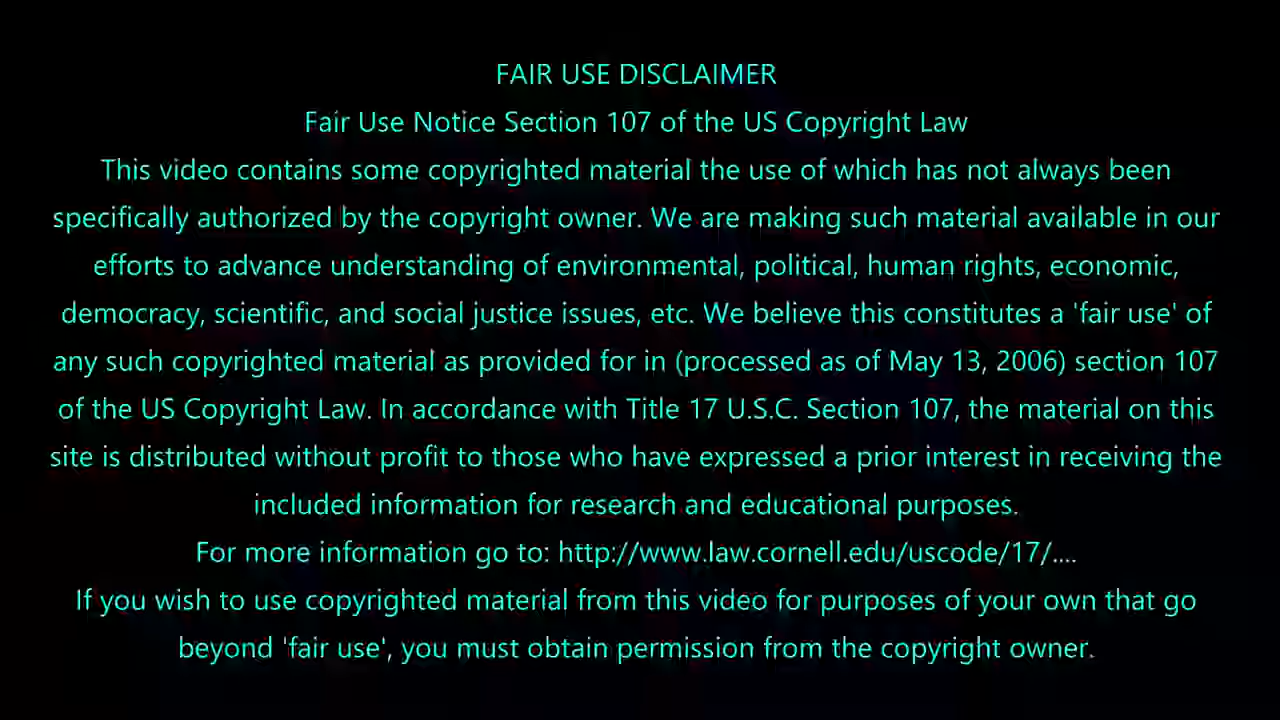 FAIR USE DISCLAIMER
Fair Use Notice Section 107 of the US Copyright Law
This video contains some copyrighted material the use of which has not always been
specifically authorized by the copyright owner. We are making such material available in our
efforts to advance understanding of environmental, political, human rights, economic,
democracy, scientific, and social justice issues, etc. We believe this constitutes a 'fair use' of
any such copyrighted material as provided for in (processed as of May 13, 2006) section 107
of the US Copyright Law. In accordance with Title 17 U.S.C. Section 107, the material on this
site is distributed without profit to those who have expressed a prior interest in receiving the
included information for research and educational purposes.
For more information go to: http://www.law.cornell.edu/uscode/17/....
If you wish to use copyrighted material from this video for purposes of your own that go
beyond 'fair use', you must obtain permission from the copyright owner.